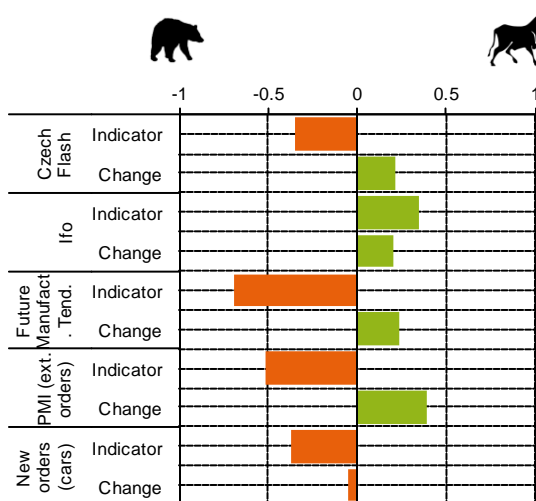 -1 -0.5 0 0.5 1
Czech
Flash
Indicator
Change
Ifo
Indicator
Change
Future
Manufact
. Tend.
Indicator
Change
PMI (ext.
orders)
Indicator
Change
New
orders
(cars)
Indicator
Change